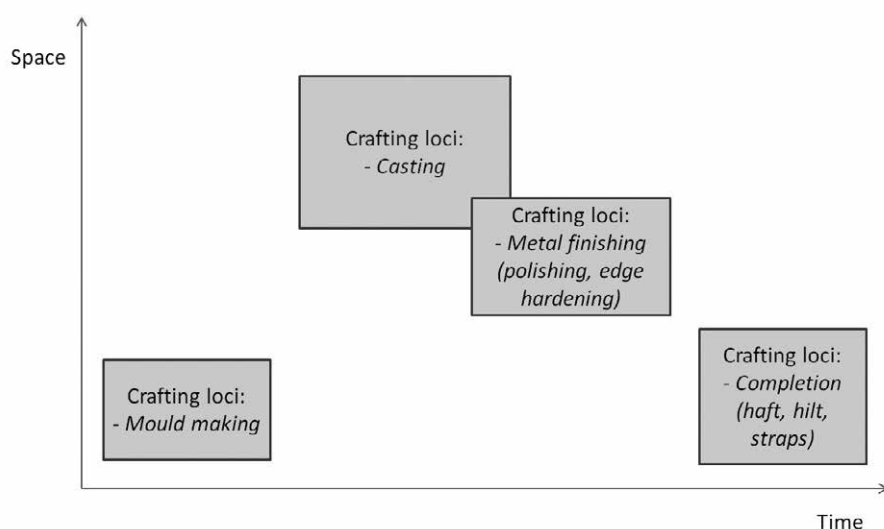 Space
Crafting loci:
- Casting
Crafting loci:
- Metal finishing
(polishing, edge
hardening)
Crafting loci:
- Mould making
Crafting loci:
- Completion
(haft, hilt,
straps)
Time